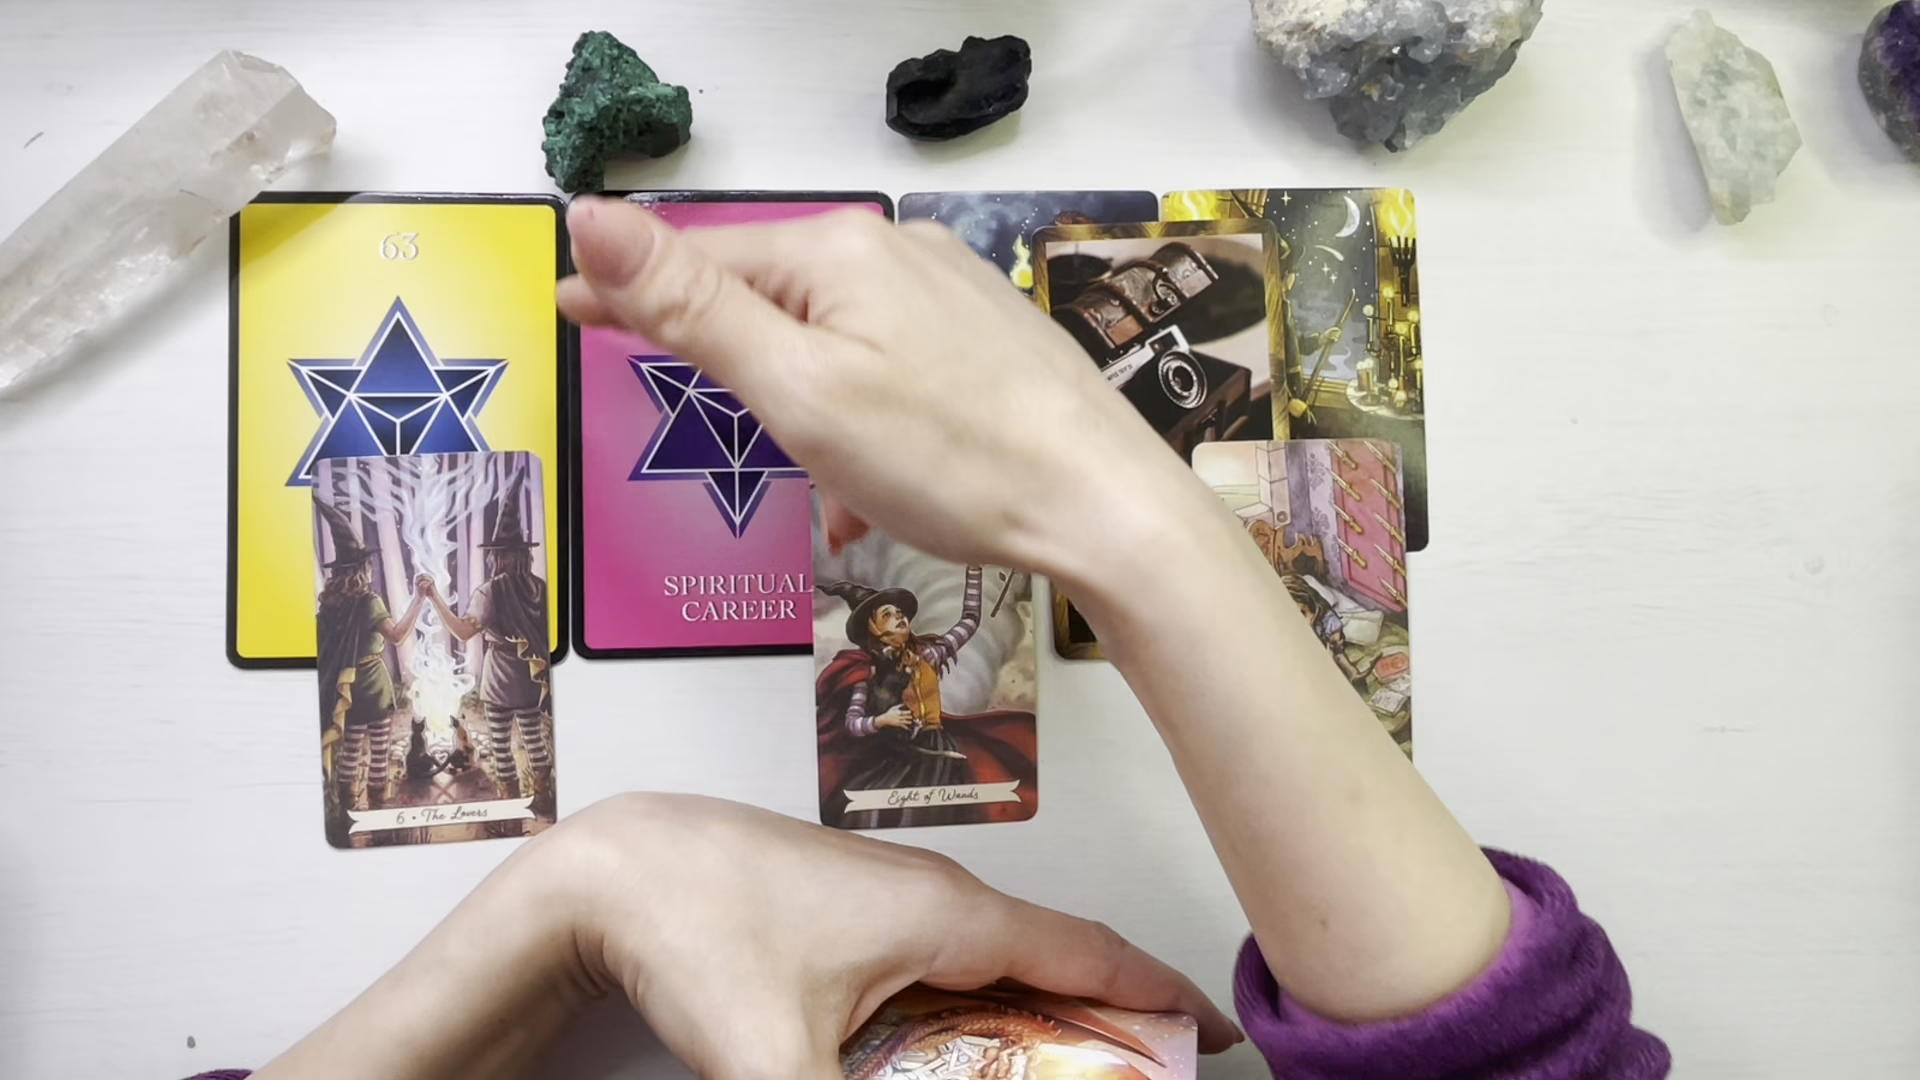 63
SPIRITUAL
CAREER
6 • The Lovers
Eight of Wands